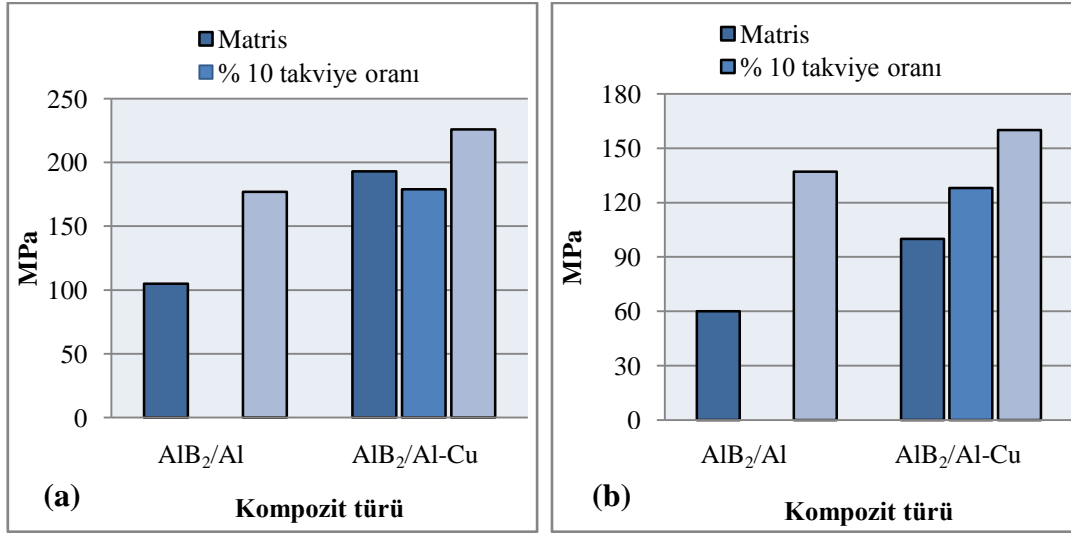 Matris
% 10 takviye oranı
250
200
150
100
50
0
MPa
AlB₂/Al
AlB₂/Al-Cu
(a)
Kompozit türü
Matris
% 10 takviye oranı
180
150
120
90
60
30
0
MPa
AlB₂/Al
AlB₂/Al-Cu
(b)
Kompozit türü